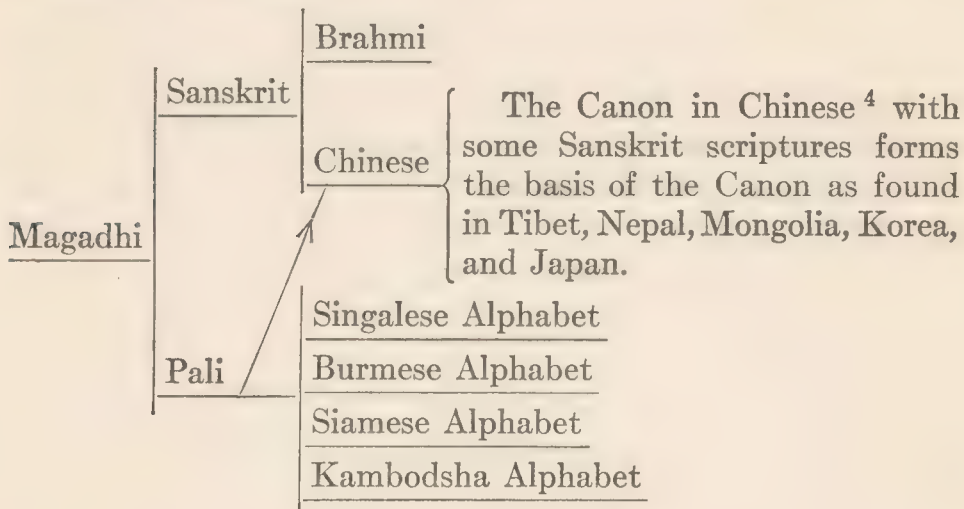 Brahmi
Sanskrit
The Canon in Chinese ⁴ with
some Sanskrit scriptures forms
Chinese
the basis of the Canon as found
in Tibet, Nepal, Mongolia, Korea,
and Japan.
Magadhi
Singalese Alphabet
Pali
Burmese Alphabet
Siamese Alphabet
Kambodsha Alphabet